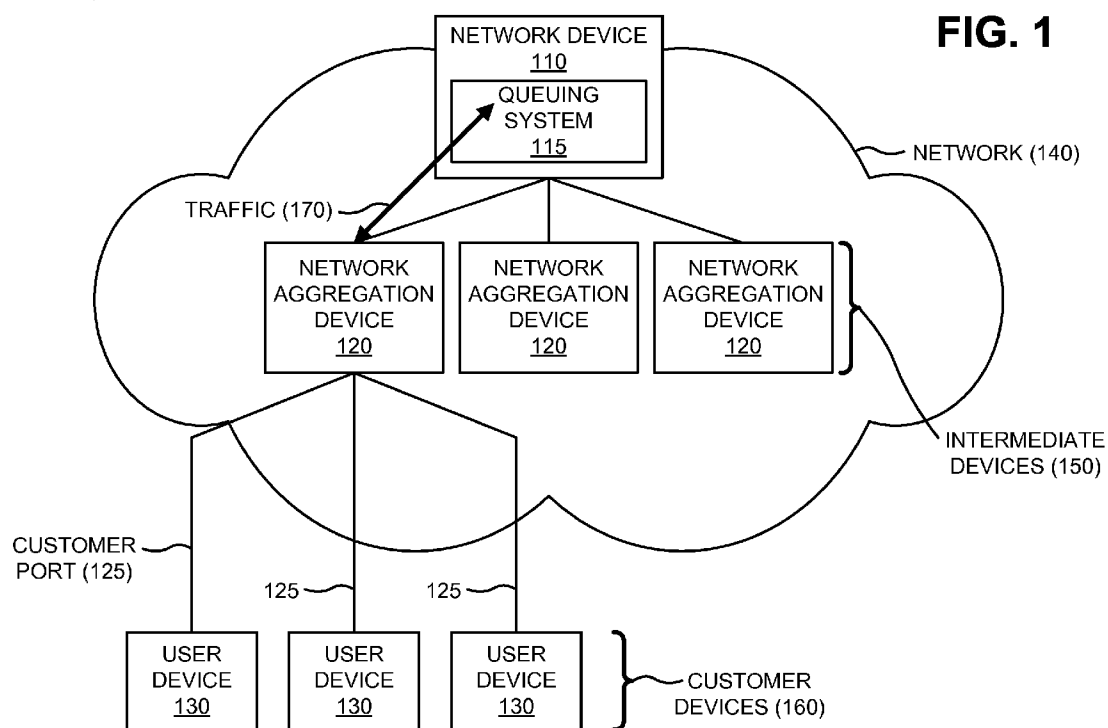 FIG. 1
NETWORK DEVICE
110
QUEUING
SYSTEM
115
NETWORK (140)
TRAFFIC (170)
NETWORK
AGGREGATION
DEVICE
120
NETWORK
AGGREGATION
DEVICE
120
NETWORK
AGGREGATION
DEVICE
120
INTERMEDIATE
DEVICES (150)
CUSTOMER
PORT (125)
125
125
USER
DEVICE
130
USER
DEVICE
130
USER
DEVICE
130
CUSTOMER
DEVICES (160)